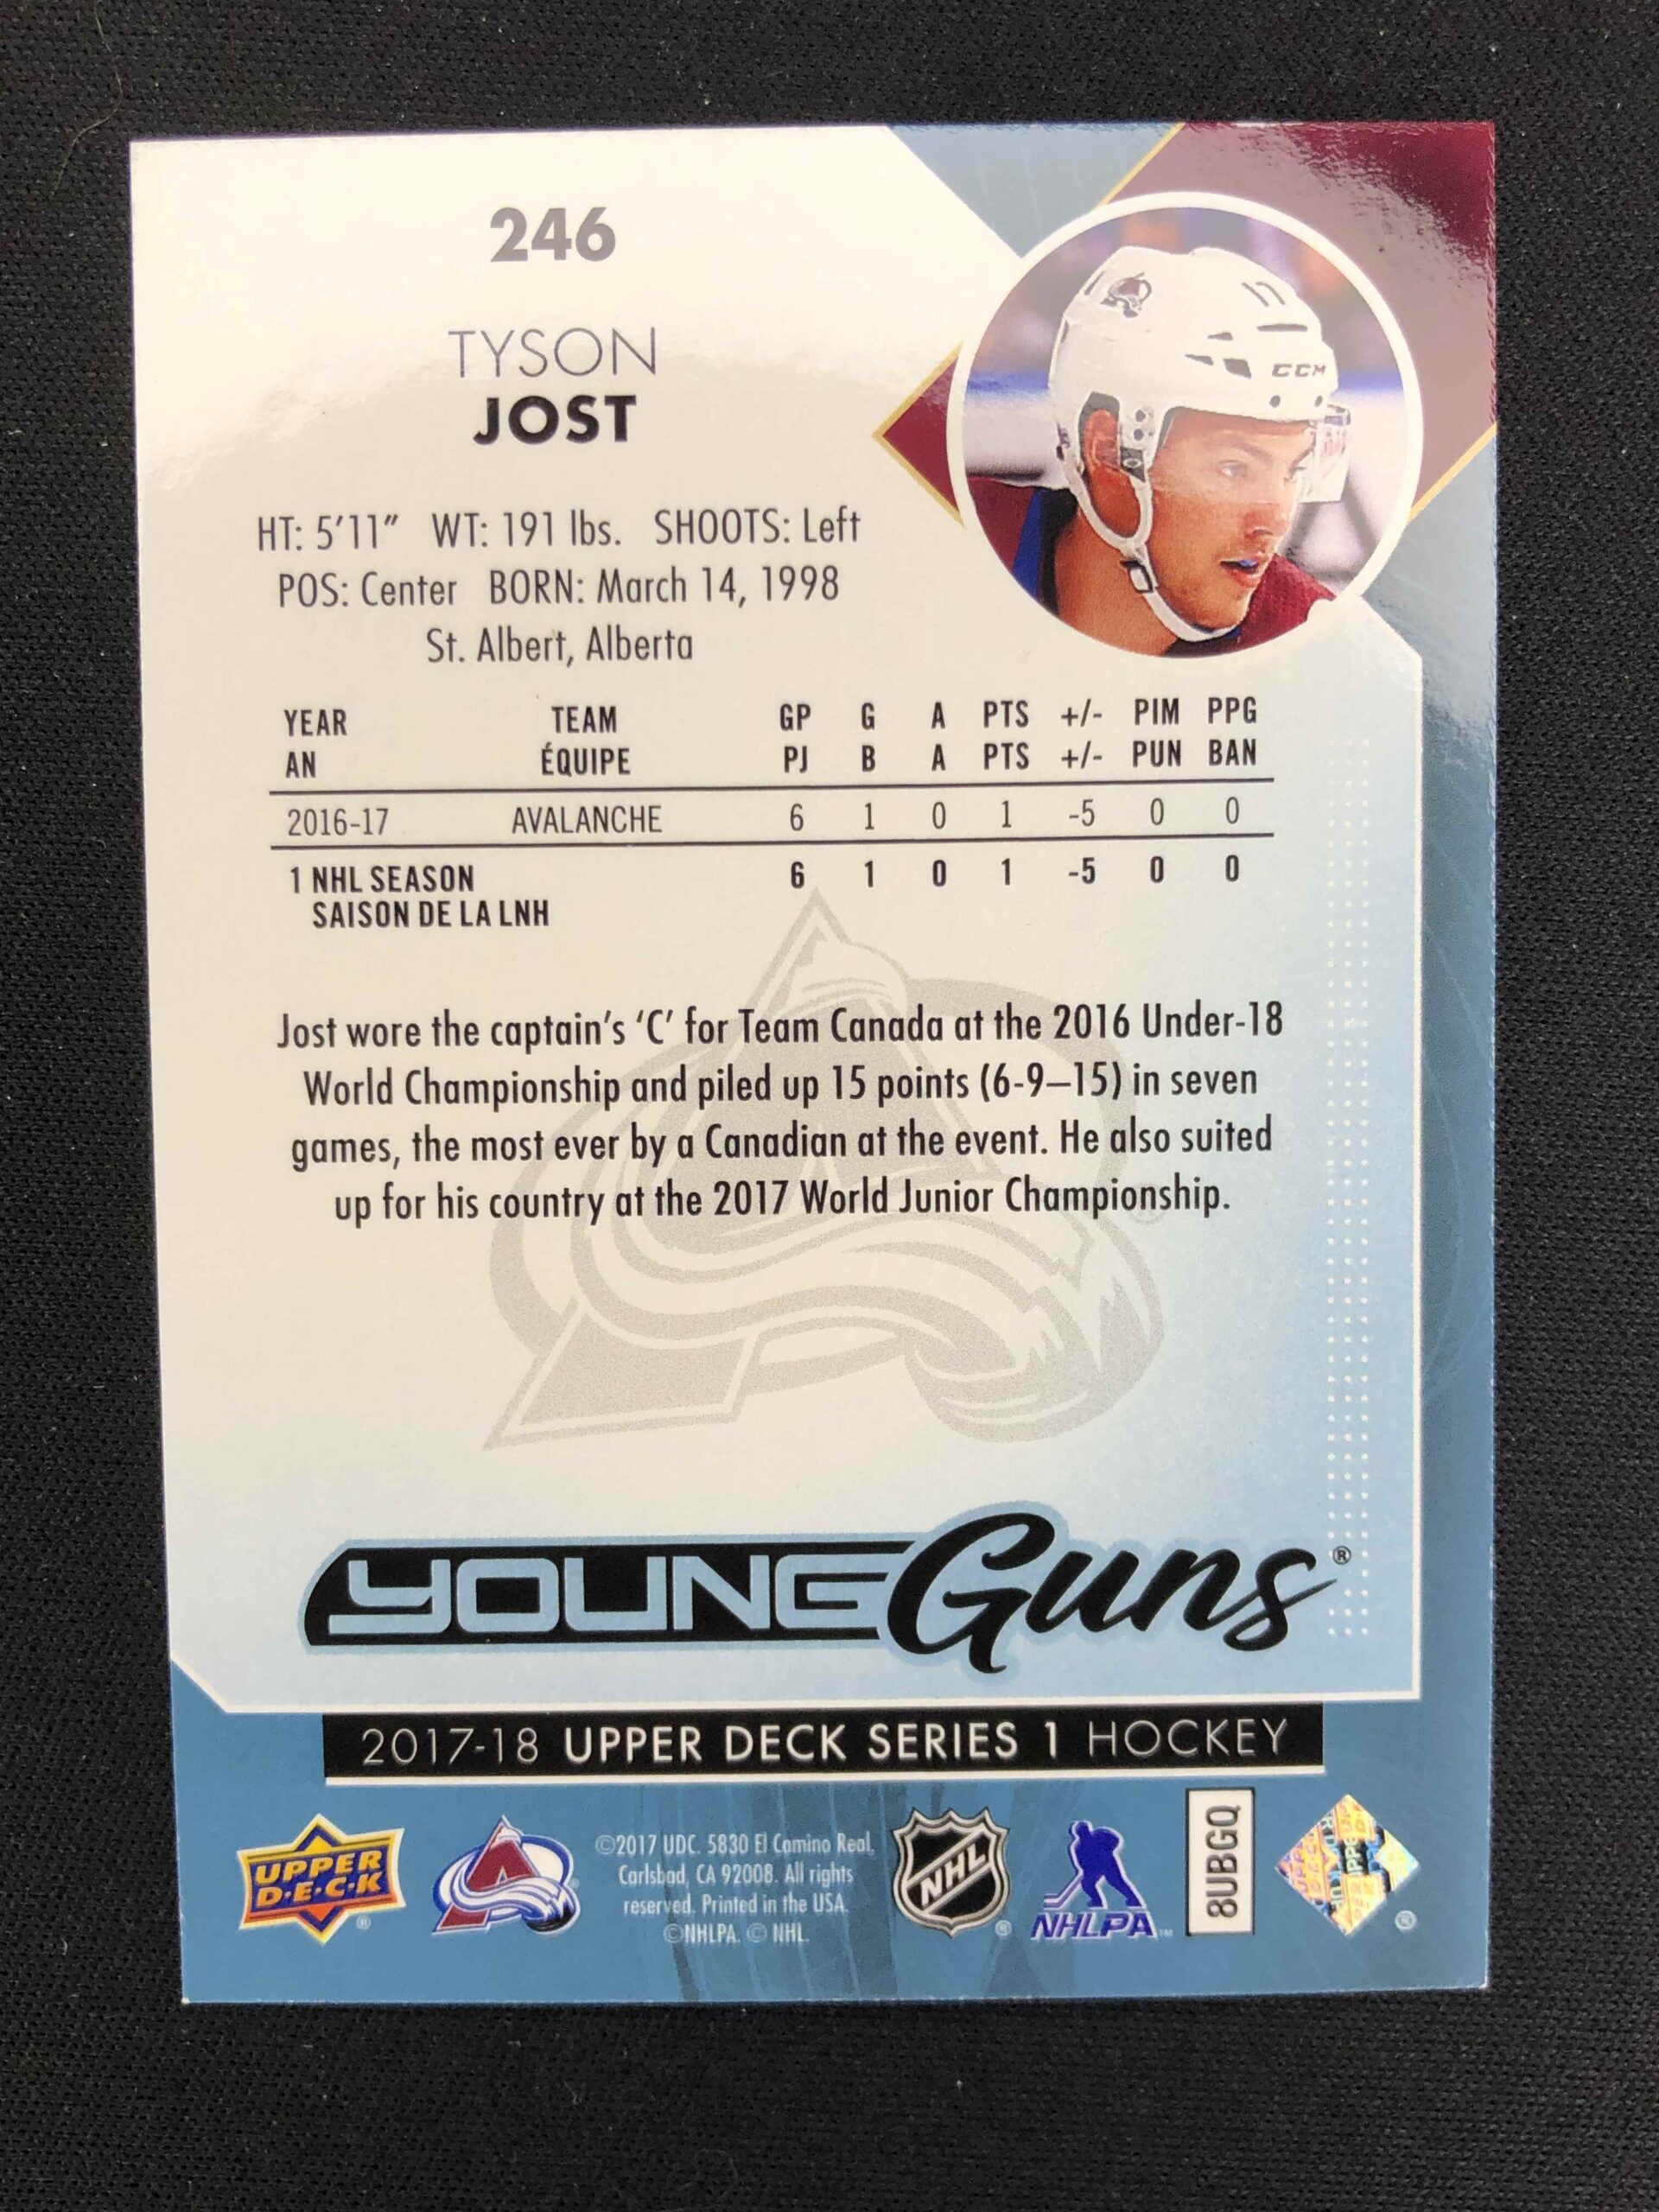 246
TYSON
JOST
17
CCM
HT: 5'11" WT: 191 lbs. SHOOTS: Left
POS: Center BORN: March 14, 1998
St. Albert, Alberta
YEAR TEAM GP G A PTS +/- PIM PPG
AN ÉQUIPE PJ B A PTS +/- PUN BAN
2016-17 AVALANCHE 6 1 0 1 -5 0 0
1 NHL SEASON 6 1 0 1 -5 0 0
SAISON DE LA LNH
Jost wore the captain's ‘C’ for Team Canada at the 2016 Under-18
World Championship and piled up 15 points (6-9–15) in seven
games, the most ever by a Canadian at the event. He also suited
up for his country at the 2017 World Junior Championship.
YOUNG Guns®
2017-18 UPPER DECK SERIES 1 HOCKEY
UPPER
D•E•C•K
®
©2017 UDC. 5830 El Camino Real,
Carlsbad, CA 92008. All rights
reserved. Printed in the USA.
©NHLPA. © NHL.
NHL
®
NHLPA™
8UBGQ
®